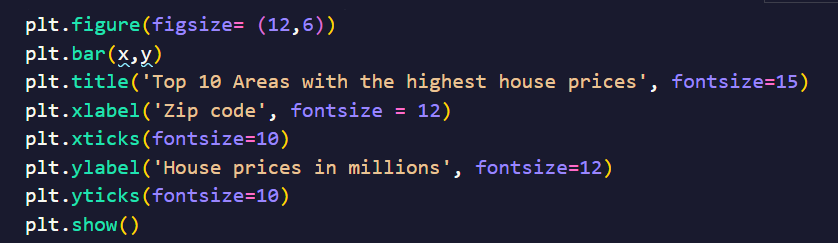 plt.figure(figsize= (12,6))
plt.bar(x,y)
plt.title('Top 10 Areas with the highest house prices', fontsize=15)
plt.xlabel('Zip code', fontsize = 12)
plt.xticks(fontsize=10)
plt.ylabel('House prices in millions', fontsize=12)
plt.yticks(fontsize=10)
plt.show()